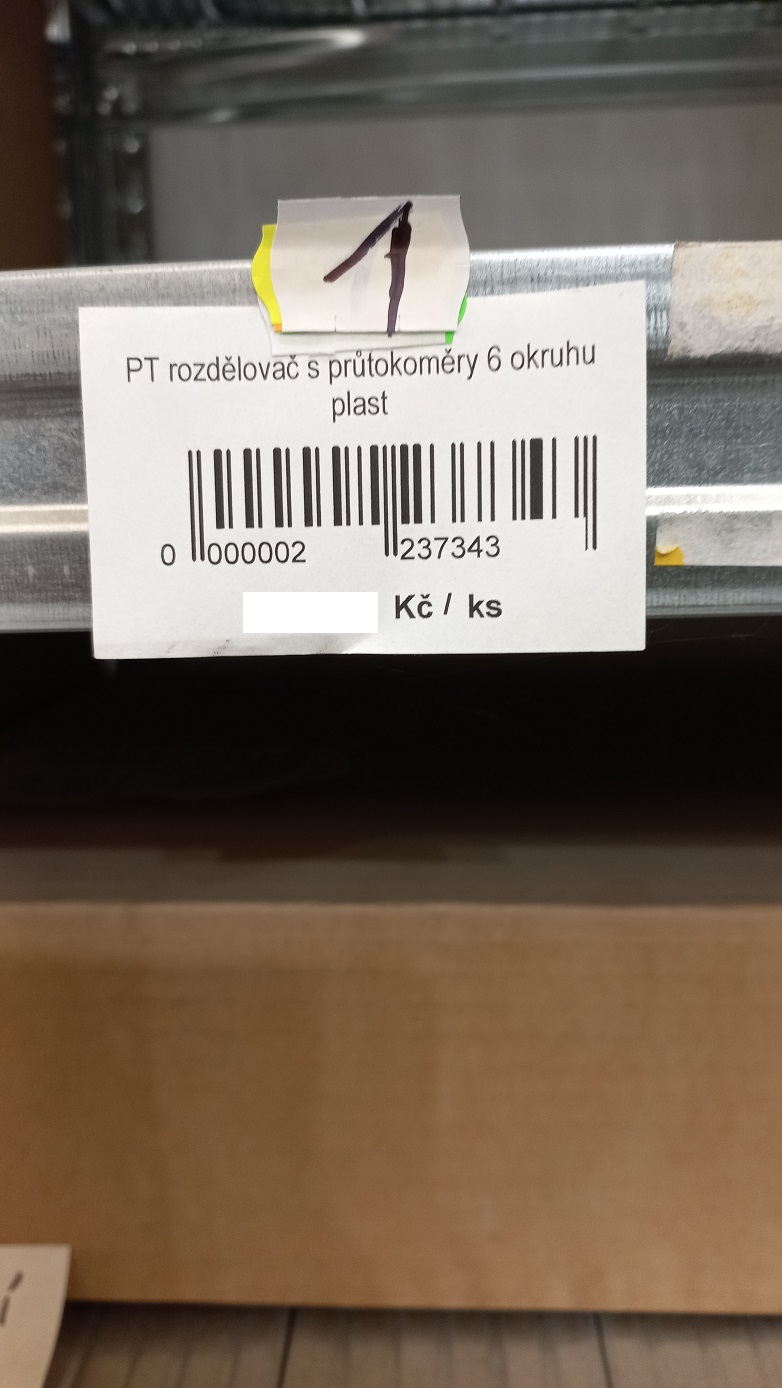 1
PT rozdělovač s průtokoměry 6 okruhu
plast
0 000002 237343
Kč / ks